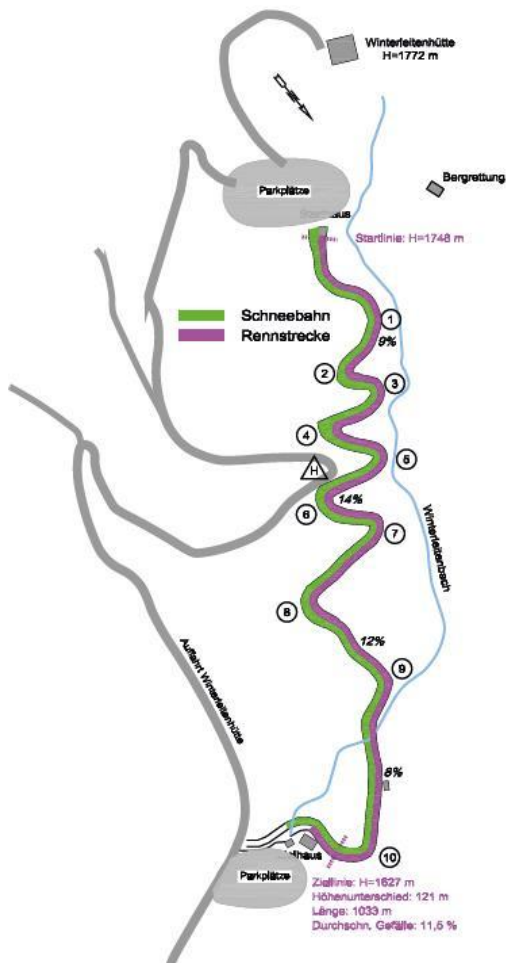 Winterleitenhütte
H=1772 m
Bergrettung
Parkplätze
Startlinie: H=1748 m
Schneebahn
Rennstrecke
1
9%
2
3
4
5
H
14%
6
7
Winterleitenbach
8
12%
9
Auffahrt Winterleitenhütte
8%
10
Parkplätze
Ziellinie: H=1627 m
Höhenunterschied: 121 m
Länge: 1033 m
Durchschn. Gefälle: 11,5 %